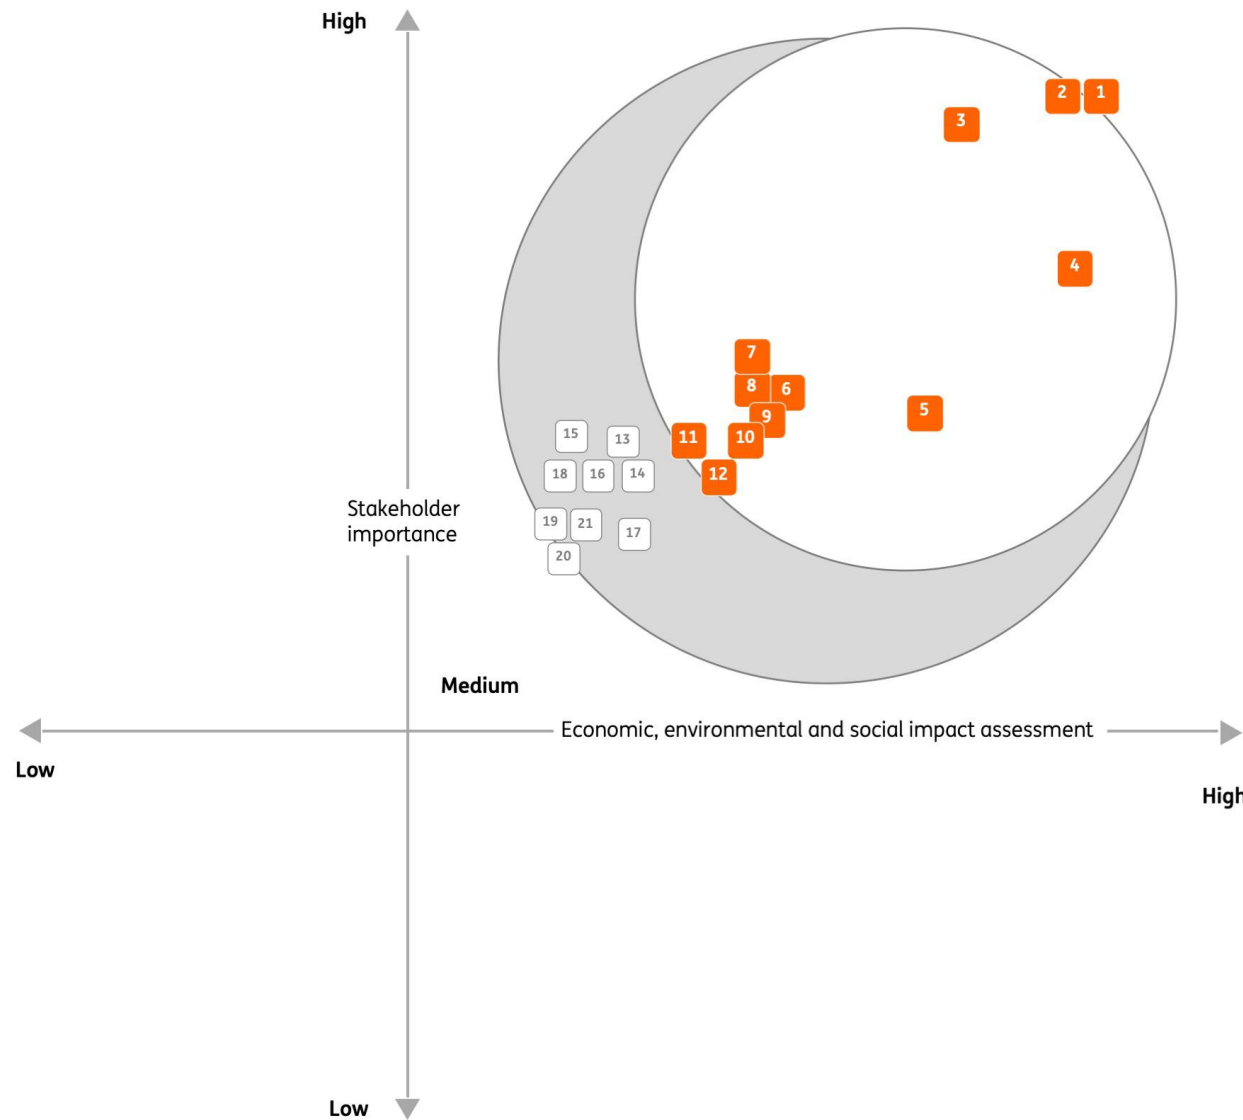 High
2
1
3
4
7
8
6
5
9
11
10
15
13
12
18
16
14
Stakeholder
importance
19
21
17
20
Medium
Economic, environmental and social impact assessment
Low
High
Low